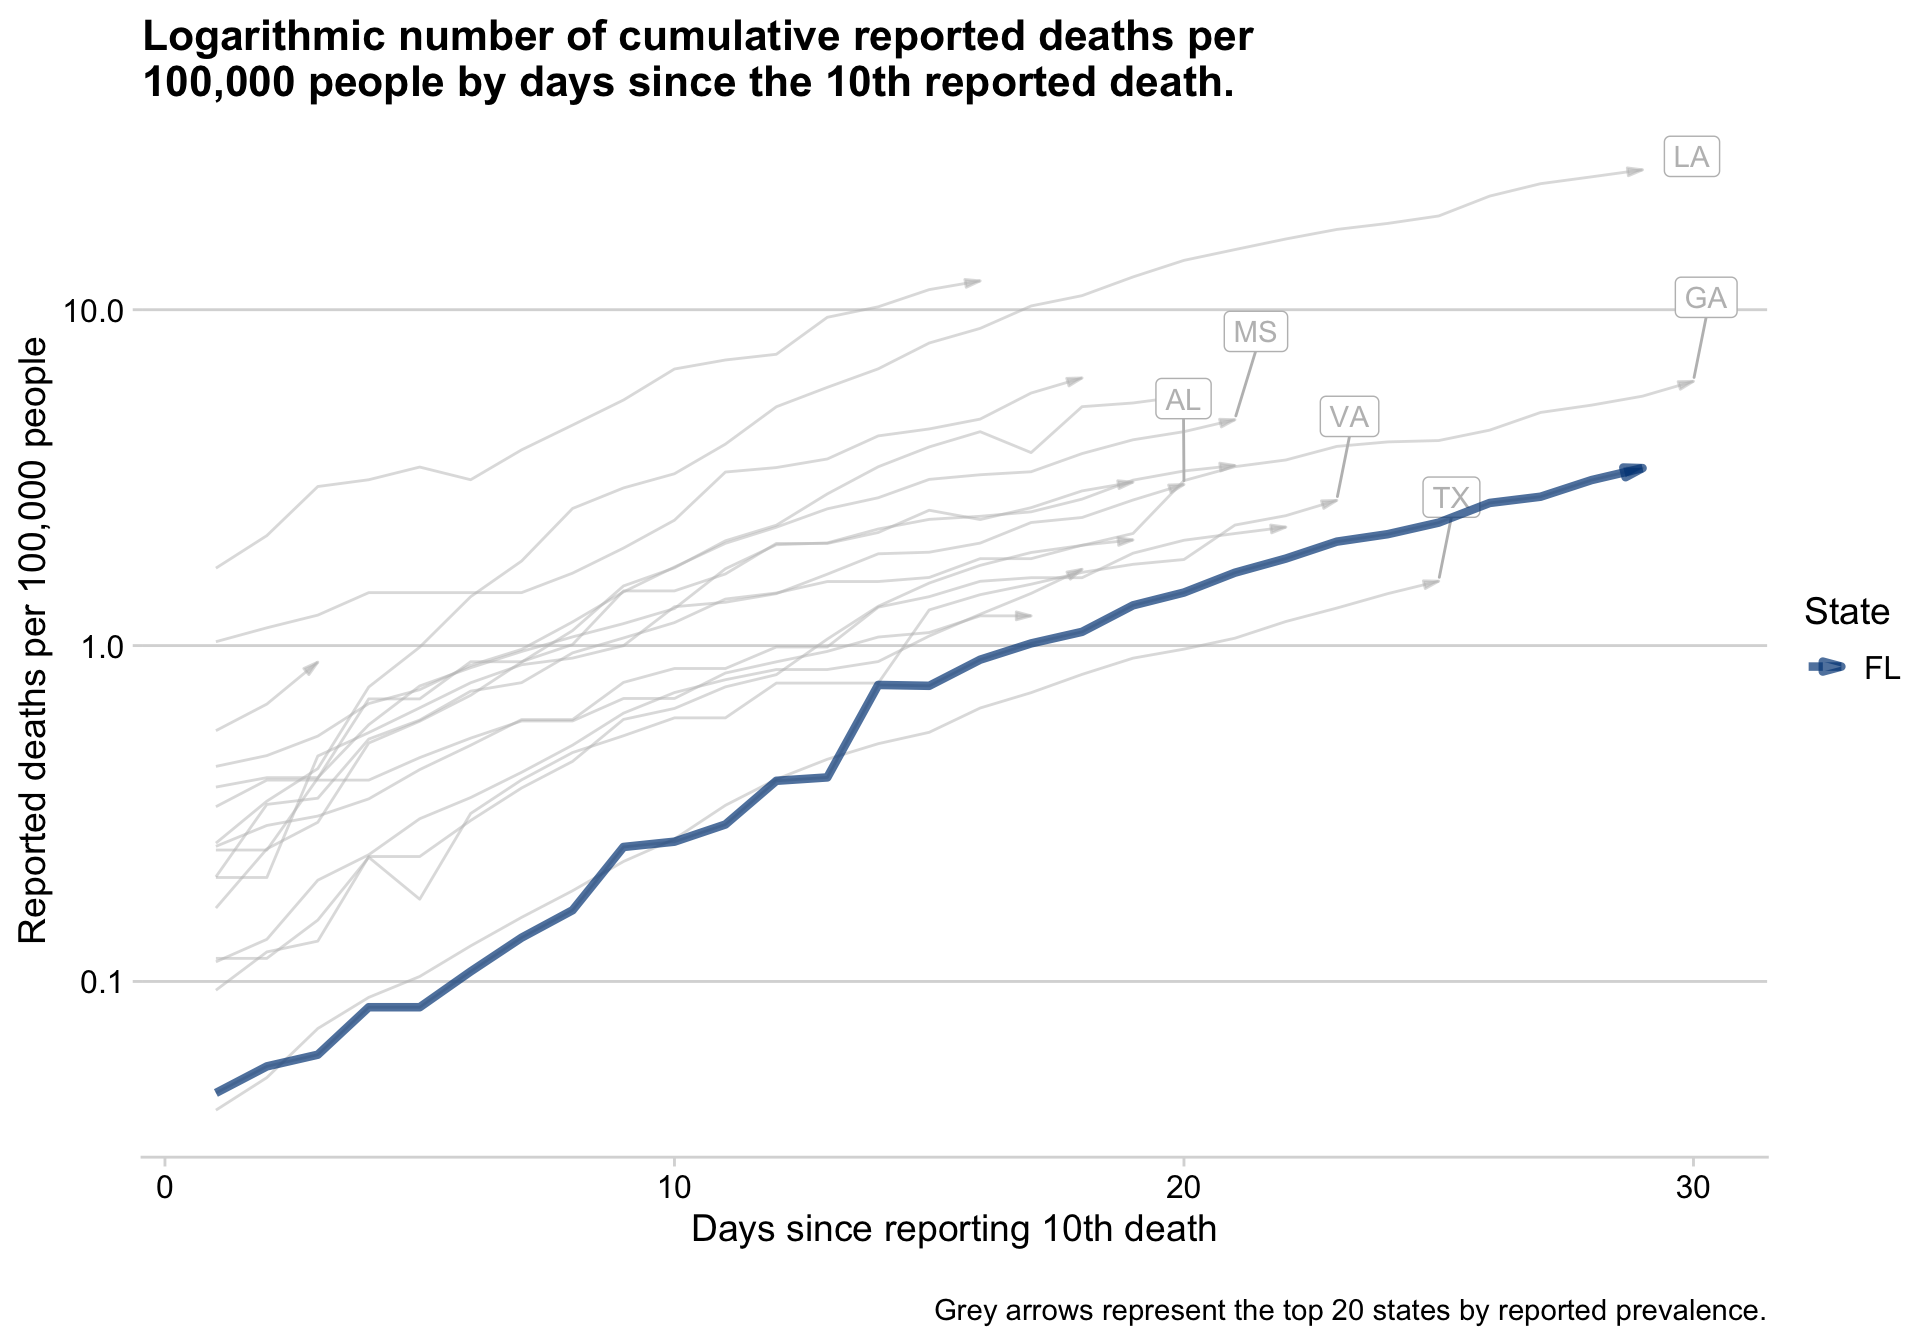 Logarithmic number of cumulative reported deaths per
100,000 people by days since the 10th reported death.
LA
GA
MS
AL
VA
TX
10.0
1.0
0.1
Reported deaths per 100,000 people
0
10
20
30
Days since reporting 10th death
State
FL
Grey arrows represent the top 20 states by reported prevalence.